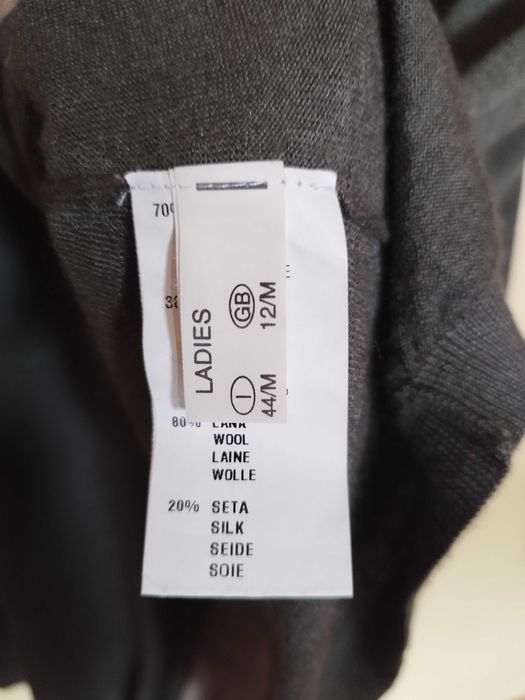 LADIES
I GB
44/M 12/M
80% LANA
WOOL
LAINE
WOLLE
20% SETA
SILK
SEIDE
SOIE